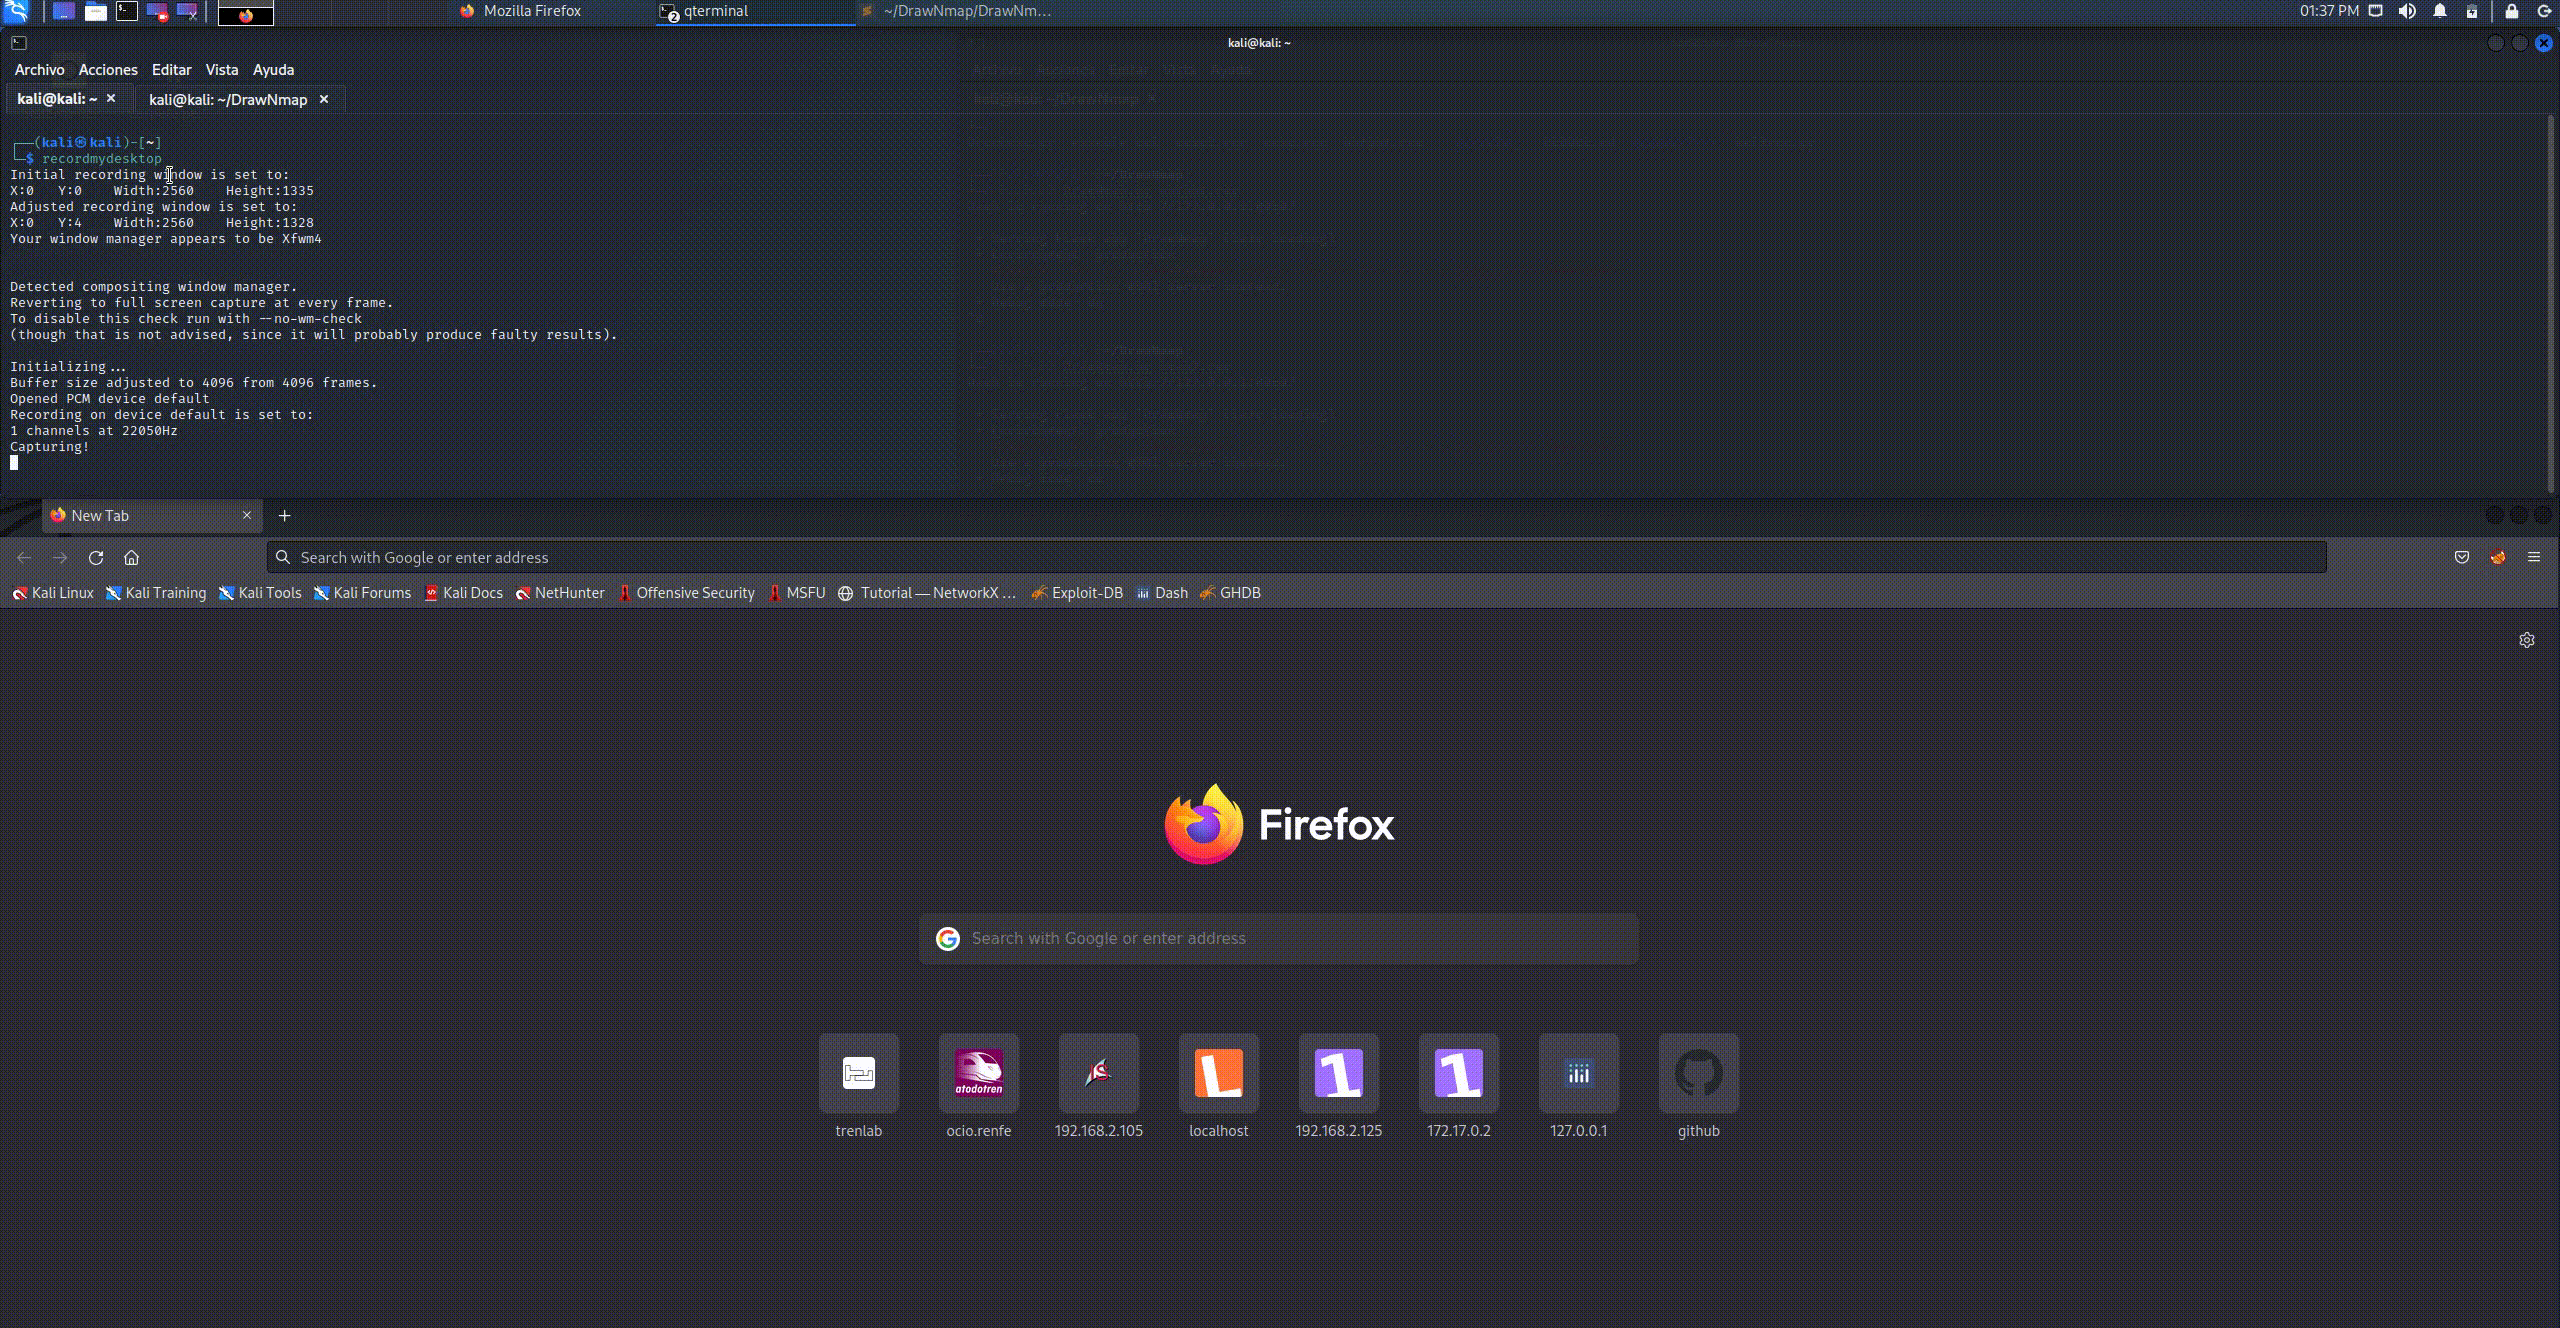 Mozilla Firefox
qterminal
~/DrawNmap/DrawNm...
01:37 PM
kali@kali: ~
Archivo Acciones Editar Vista Ayuda
kali@kali: ~ × kali@kali: ~/DrawNmap ×
┌──(kali㉿kali)-[~]
└─$ recordmydesktop
Initial recording window is set to:
X:0 Y:0 Width:2560 Height:1335
Adjusted recording window is set to:
X:0 Y:4 Width:2560 Height:1328
Your window manager appears to be Xfwm4
Detected compositing window manager.
Reverting to full screen capture at every frame.
To disable this check run with --no-wm-check
(though that is not advised, since it will probably produce faulty results).
Initializing...
Buffer size adjusted to 4096 from 4096 frames.
Opened PCM device default
Recording on device default is set to:
1 channels at 22050Hz
Capturing!
New Tab × +
Search with Google or enter address
Kali Linux Kali Training Kali Tools Kali Forums Kali Docs NetHunter Offensive Security MSFU Tutorial — NetworkX ... Exploit-DB Dash GHDB
Firefox
Search with Google or enter address
atodotren
L
1
1
trenlab ocio.renfe 192.168.2.105 localhost 192.168.2.125 172.17.0.2 127.0.0.1 github